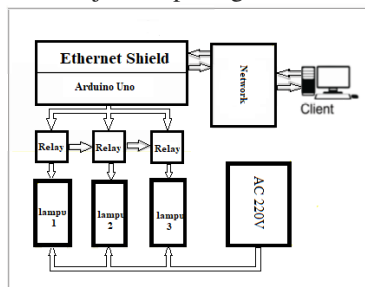 Ethernet Shield
Arduino Uno
Network
Client
Relay
Relay
Relay
lampu
1
lampu
2
lampu
3
AC 220V